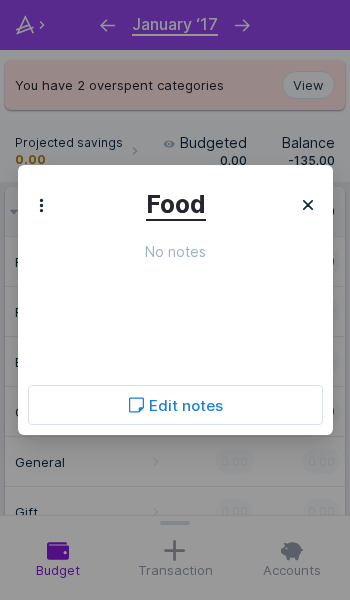 January ‘17
You have 2 overspent categories
View
Projected savings
0.00
Budgeted
0.00
Balance
-135.00
Food
No notes
Edit notes
General
0.00
0.00
Gift
0.00
0.00
Budget
Transaction
Accounts